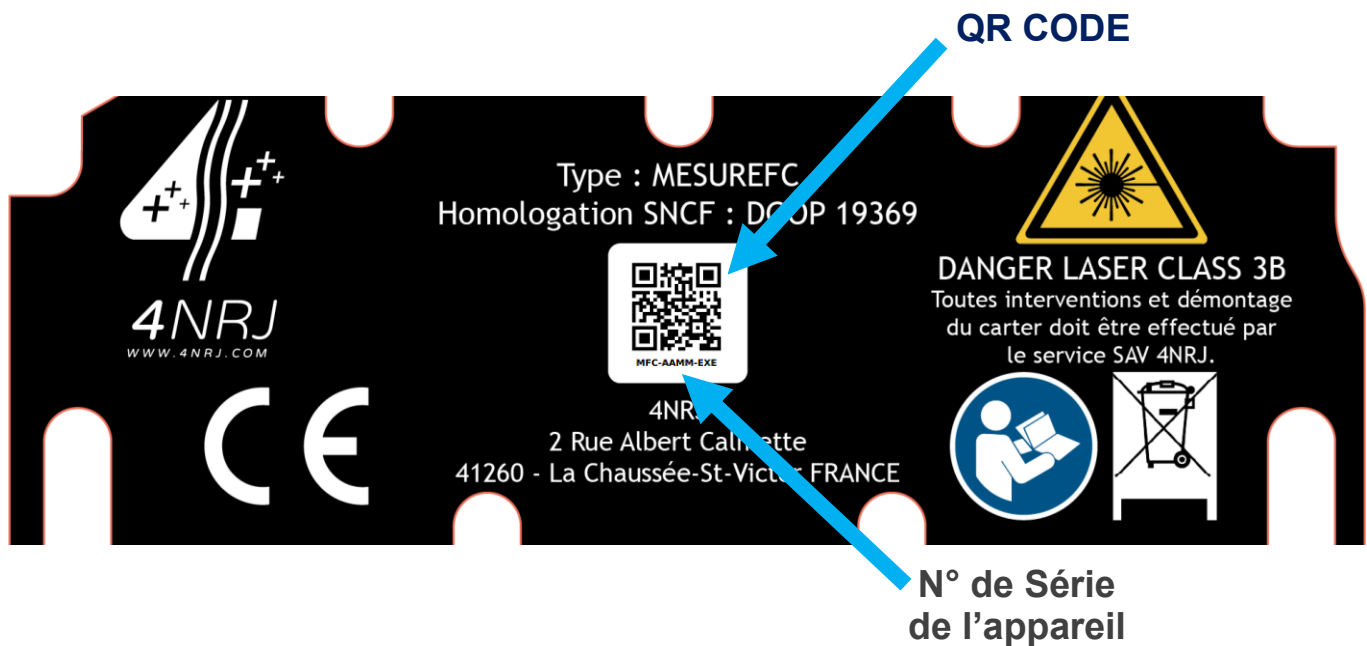 QR CODE
Type : MESUREFC
Homologation SNCF : DCOP 19369
MFC-AAMM-EXE
4NRJ
2 Rue Albert Calmette
41260 - La Chaussée-St-Victor FRANCE
4NRJ
WWW.4NRJ.COM
CE
DANGER LASER CLASS 3B
Toutes interventions et démontage
du carter doit être effectué par
le service SAV 4NRJ.
N° de Série
de l’appareil